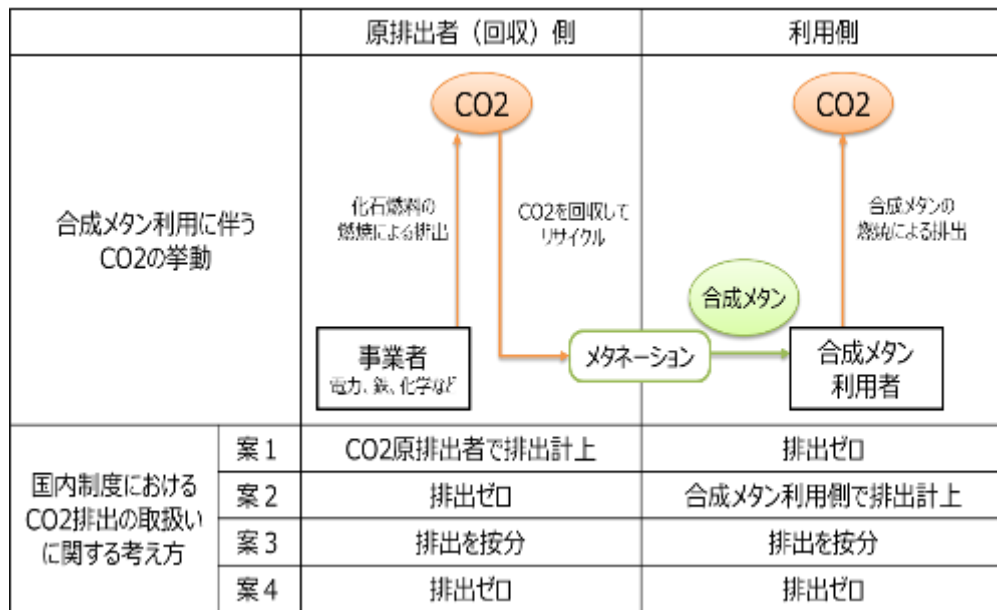 原排出者（回収）側
利用側
合成メタン利用に伴う
CO2の挙動
CO2
CO2
化石燃料の
燃焼による排出
CO2を回収して
リサイクル
合成メタンの
燃焼による排出
合成メタン
事業者
電力、鉄、化学など
メタネーション
合成メタン
利用者
国内制度における
CO2排出の取扱い
に関する考え方
案１
CO2原排出者で排出計上
排出ゼロ
案２
排出ゼロ
合成メタン利用側で排出計上
案３
排出を按分
排出を按分
案４
排出ゼロ
排出ゼロ